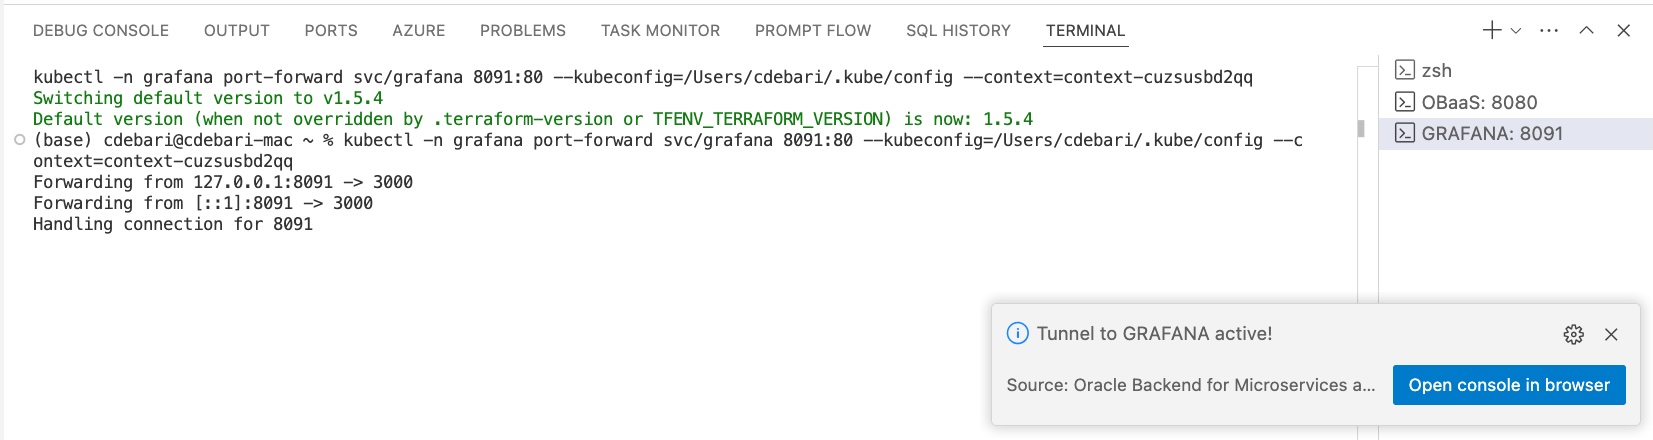 DEBUG CONSOLE OUTPUT PORTS AZURE PROBLEMS TASK MONITOR PROMPT FLOW SQL HISTORY TERMINAL
kubectl -n grafana port-forward svc/grafana 8091:80 --kubeconfig=/Users/cdebari/.kube/config --context=context-cuzsusbd2qq
Switching default version to v1.5.4
Default version (when not overridden by .terraform-version or TFENV_TERRAFORM_VERSION) is now: 1.5.4
(base) cdebari@cdebari-mac ~ % kubectl -n grafana port-forward svc/grafana 8091:80 --kubeconfig=/Users/cdebari/.kube/config --c
ontext=context-cuzsusbd2qq
Forwarding from 127.0.0.1:8091 -> 3000
Forwarding from [::1]:8091 -> 3000
Handling connection for 8091
zsh
OBaaS: 8080
GRAFANA: 8091
Tunnel to GRAFANA active!
Source: Oracle Backend for Microservices a...
Open console in browser